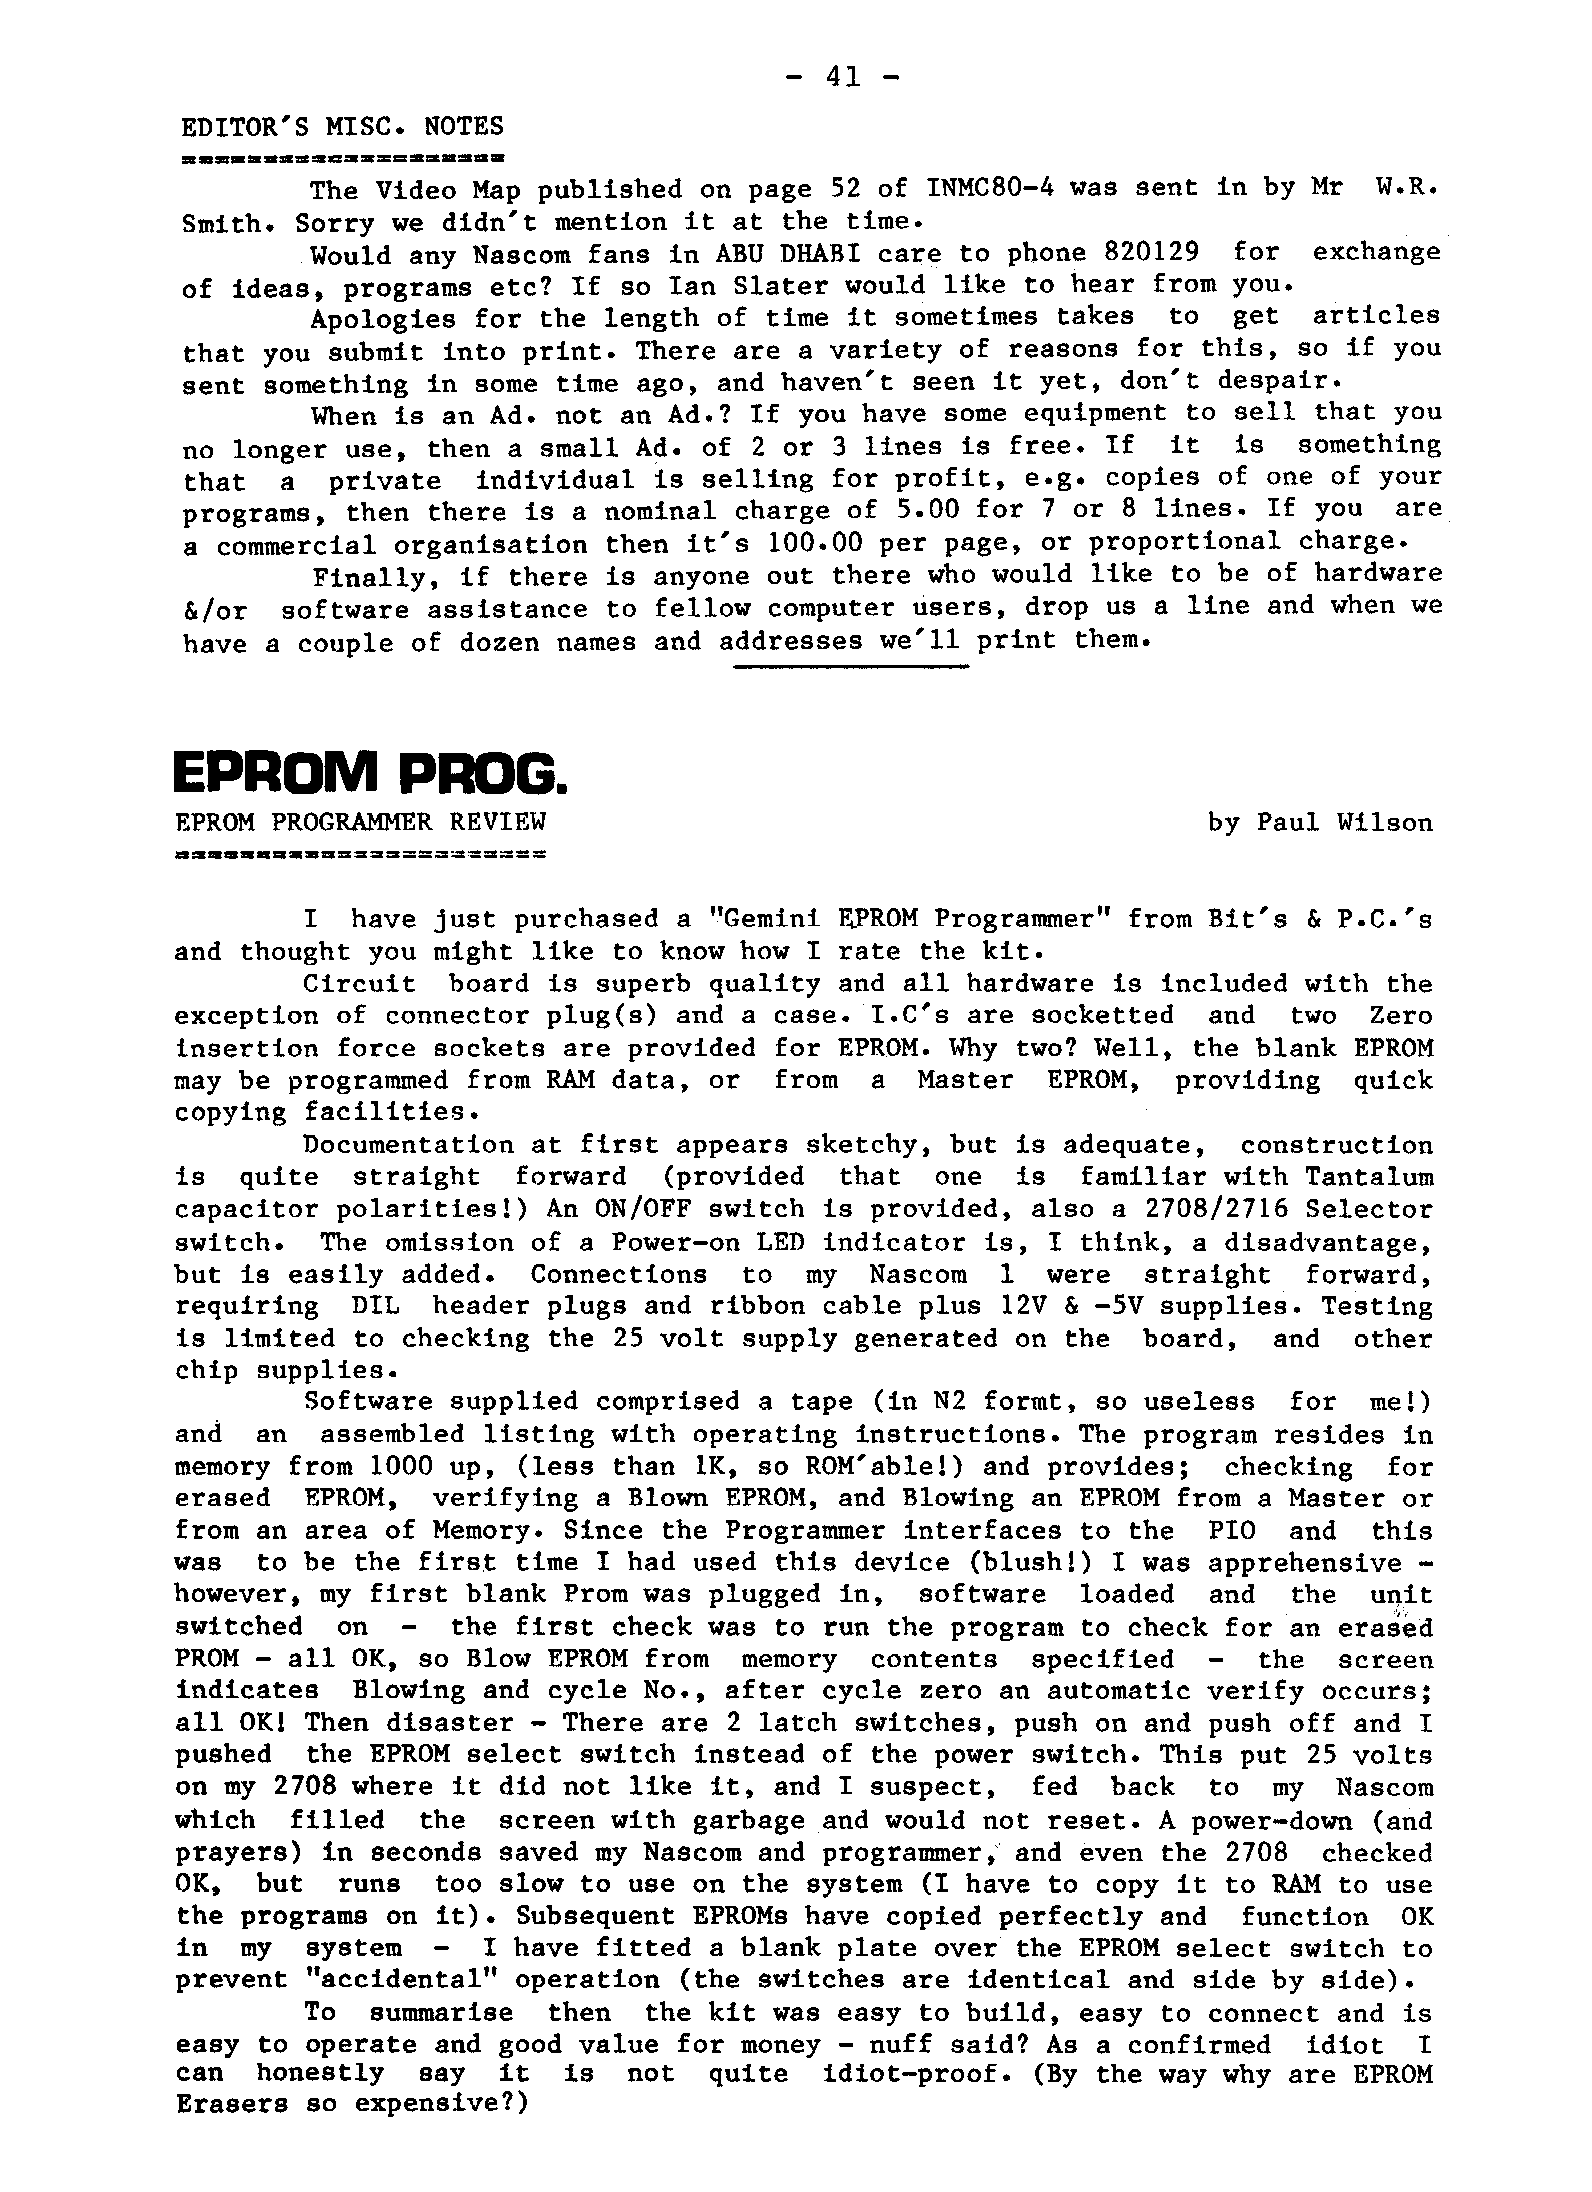 - 41 -
EDITOR'S MISC. NOTES
====================
The Video Map published on page 52 of INMC80-4 was sent in by Mr W.R.
Smith. Sorry we didn't mention it at the time.
Would any Nascom fans in ABU DHABI care to phone 820129 for exchange
of ideas, programs etc? If so Ian Slater would like to hear from you.
Apologies for the length of time it sometimes takes to get articles
that you submit into print. There are a variety of reasons for this, so if you
sent something in some time ago, and haven't seen it yet, don't despair.
When is an Ad. not an Ad.? If you have some equipment to sell that you
no longer use, then a small Ad. of 2 or 3 lines is free. If it is something
that a private individual is selling for profit, e.g. copies of one of your
programs, then there is a nominal charge of 5.00 for 7 or 8 lines. If you are
a commercial organisation then it's 100.00 per page, or proportional charge.
Finally, if there is anyone out there who would like to be of hardware
&/or software assistance to fellow computer users, drop us a line and when we
have a couple of dozen names and addresses we'll print them.
EPROM PROG.
EPROM PROGRAMMER REVIEW by Paul Wilson
=======================
I have just purchased a "Gemini EPROM Programmer" from Bit's & P.C.'s
and thought you might like to know how I rate the kit.
Circuit board is superb quality and all hardware is included with the
exception of connector plug(s) and a case. I.C's are socketted and two Zero
insertion force sockets are provided for EPROM. Why two? Well, the blank EPROM
may be programmed from RAM data, or from a Master EPROM, providing quick
copying facilities.
Documentation at first appears sketchy, but is adequate, construction
is quite straight forward (provided that one is familiar with Tantalum
capacitor polarities!) An ON/OFF switch is provided, also a 2708/2716 Selector
switch. The omission of a Power-on LED indicator is, I think, a disadvantage,
but is easily added. Connections to my Nascom 1 were straight forward,
requiring DIL header plugs and ribbon cable plus 12V & -5V supplies. Testing
is limited to checking the 25 volt supply generated on the board, and other
chip supplies.
Software supplied comprised a tape (in N2 formt, so useless for me!)
and an assembled listing with operating instructions. The program resides in
memory from 1000 up, (less than 1K, so ROM'able!) and provides; checking for
erased EPROM, verifying a Blown EPROM, and Blowing an EPROM from a Master or
from an area of Memory. Since the Programmer interfaces to the PIO and this
was to be the first time I had used this device (blush!) I was apprehensive -
however, my first blank Prom was plugged in, software loaded and the unit
switched on - the first check was to run the program to check for an erased
PROM - all OK, so Blow EPROM from memory contents specified - the screen
indicates Blowing and cycle No., after cycle zero an automatic verify occurs;
all OK! Then disaster - There are 2 latch switches, push on and push off and I
pushed the EPROM select switch instead of the power switch. This put 25 volts
on my 2708 where it did not like it, and I suspect, fed back to my Nascom
which filled the screen with garbage and would not reset. A power-down (and
prayers) in seconds saved my Nascom and programmer, and even the 2708 checked
OK, but runs too slow to use on the system (I have to copy it to RAM to use
the programs on it). Subsequent EPROMs have copied perfectly and function OK
in my system - I have fitted a blank plate over the EPROM select switch to
prevent "accidental" operation (the switches are identical and side by side).
To summarise then the kit was easy to build, easy to connect and is
easy to operate and good value for money - nuff said? As a confirmed idiot I
can honestly say it is not quite idiot-proof. (By the way why are EPROM
Erasers so expensive?)